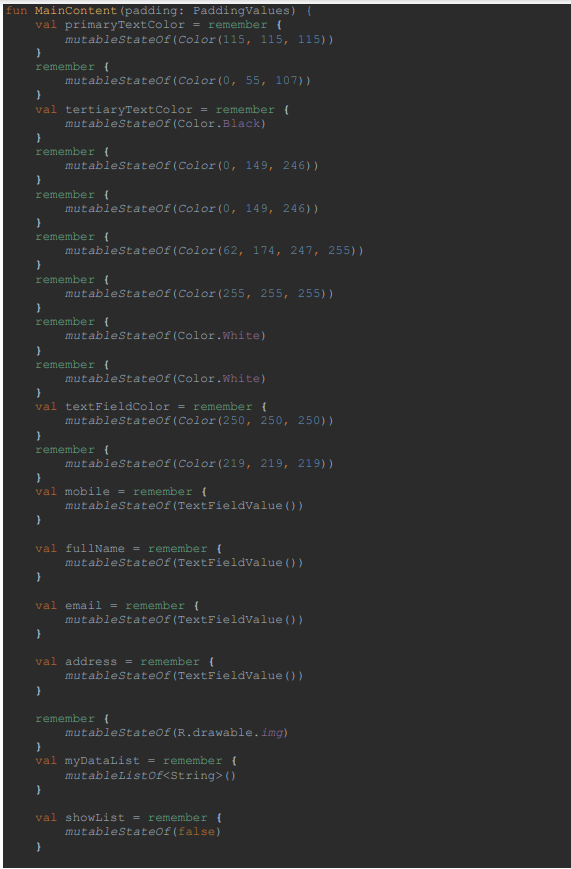 fun MainContent(padding: PaddingValues) {
    val primaryTextColor = remember {
        mutableStateOf(Color(115, 115, 115))
    }
    remember {
        mutableStateOf(Color(0, 55, 107))
    }
    val tertiaryTextColor = remember {
        mutableStateOf(Color.Black)
    }
    remember {
        mutableStateOf(Color(0, 149, 246))
    }
    remember {
        mutableStateOf(Color(0, 149, 246))
    }
    remember {
        mutableStateOf(Color(62, 174, 247, 255))
    }
    remember {
        mutableStateOf(Color(255, 255, 255))
    }
    remember {
        mutableStateOf(Color.White)
    }
    remember {
        mutableStateOf(Color.White)
    }
    val textFieldColor = remember {
        mutableStateOf(Color(250, 250, 250))
    }
    remember {
        mutableStateOf(Color(219, 219, 219))
    }
    val mobile = remember {
        mutableStateOf(TextFieldValue())
    }

    val fullName = remember {
        mutableStateOf(TextFieldValue())
    }

    val email = remember {
        mutableStateOf(TextFieldValue())
    }

    val address = remember {
        mutableStateOf(TextFieldValue())
    }

    remember {
        mutableStateOf(R.drawable.img)
    }
    val myDataList = remember {
        mutableListOf<String>()
    }

    val showList = remember {
        mutableStateOf(false)
    }